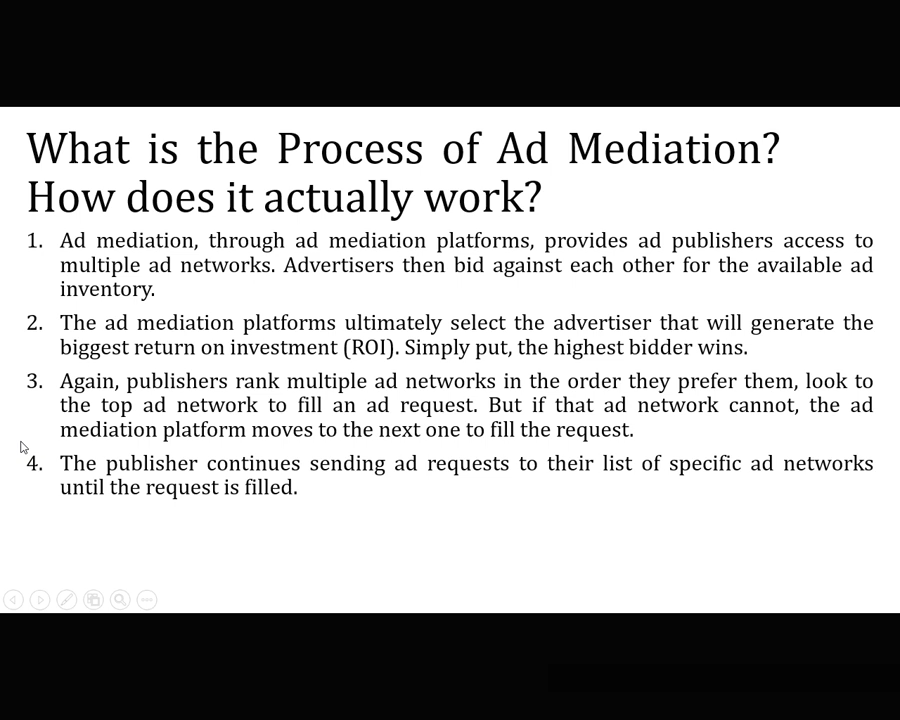 What is the Process of Ad Mediation?
How does it actually work?
1. Ad mediation, through ad mediation platforms, provides ad publishers access to
multiple ad networks. Advertisers then bid against each other for the available ad
inventory.
2. The ad mediation platforms ultimately select the advertiser that will generate the
biggest return on investment (ROI). Simply put, the highest bidder wins.
3. Again, publishers rank multiple ad networks in the order they prefer them, look to
the top ad network to fill an ad request. But if that ad network cannot, the ad
mediation platform moves to the next one to fill the request.
4. The publisher continues sending ad requests to their list of specific ad networks
until the request is filled.